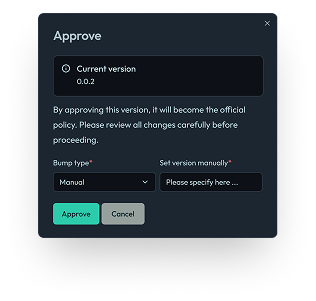 Approve
Current version
0.0.2
By approving this version, it will become the official
policy. Please review all changes carefully before
proceeding.
Bump type* Set version manually*
Manual Please specify here ...
Approve Cancel